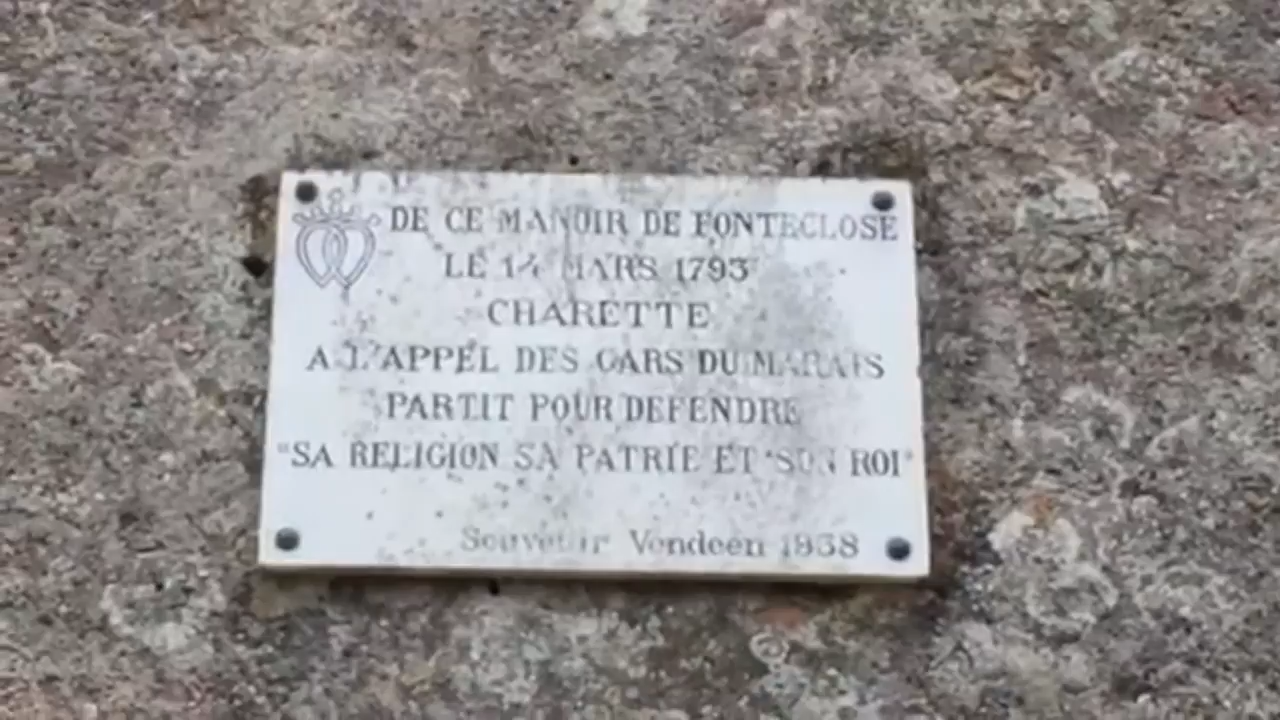 DE CE MANOIR DE FONTECLOSE
LE 14 MARS 1793
CHARETTE
A L'APPEL DES GARS DU MARAIS
PARTIT POUR DEFENDRE
"SA RELIGION SA PATRIE ET SON ROI"
Souvenir Vendéen 1938